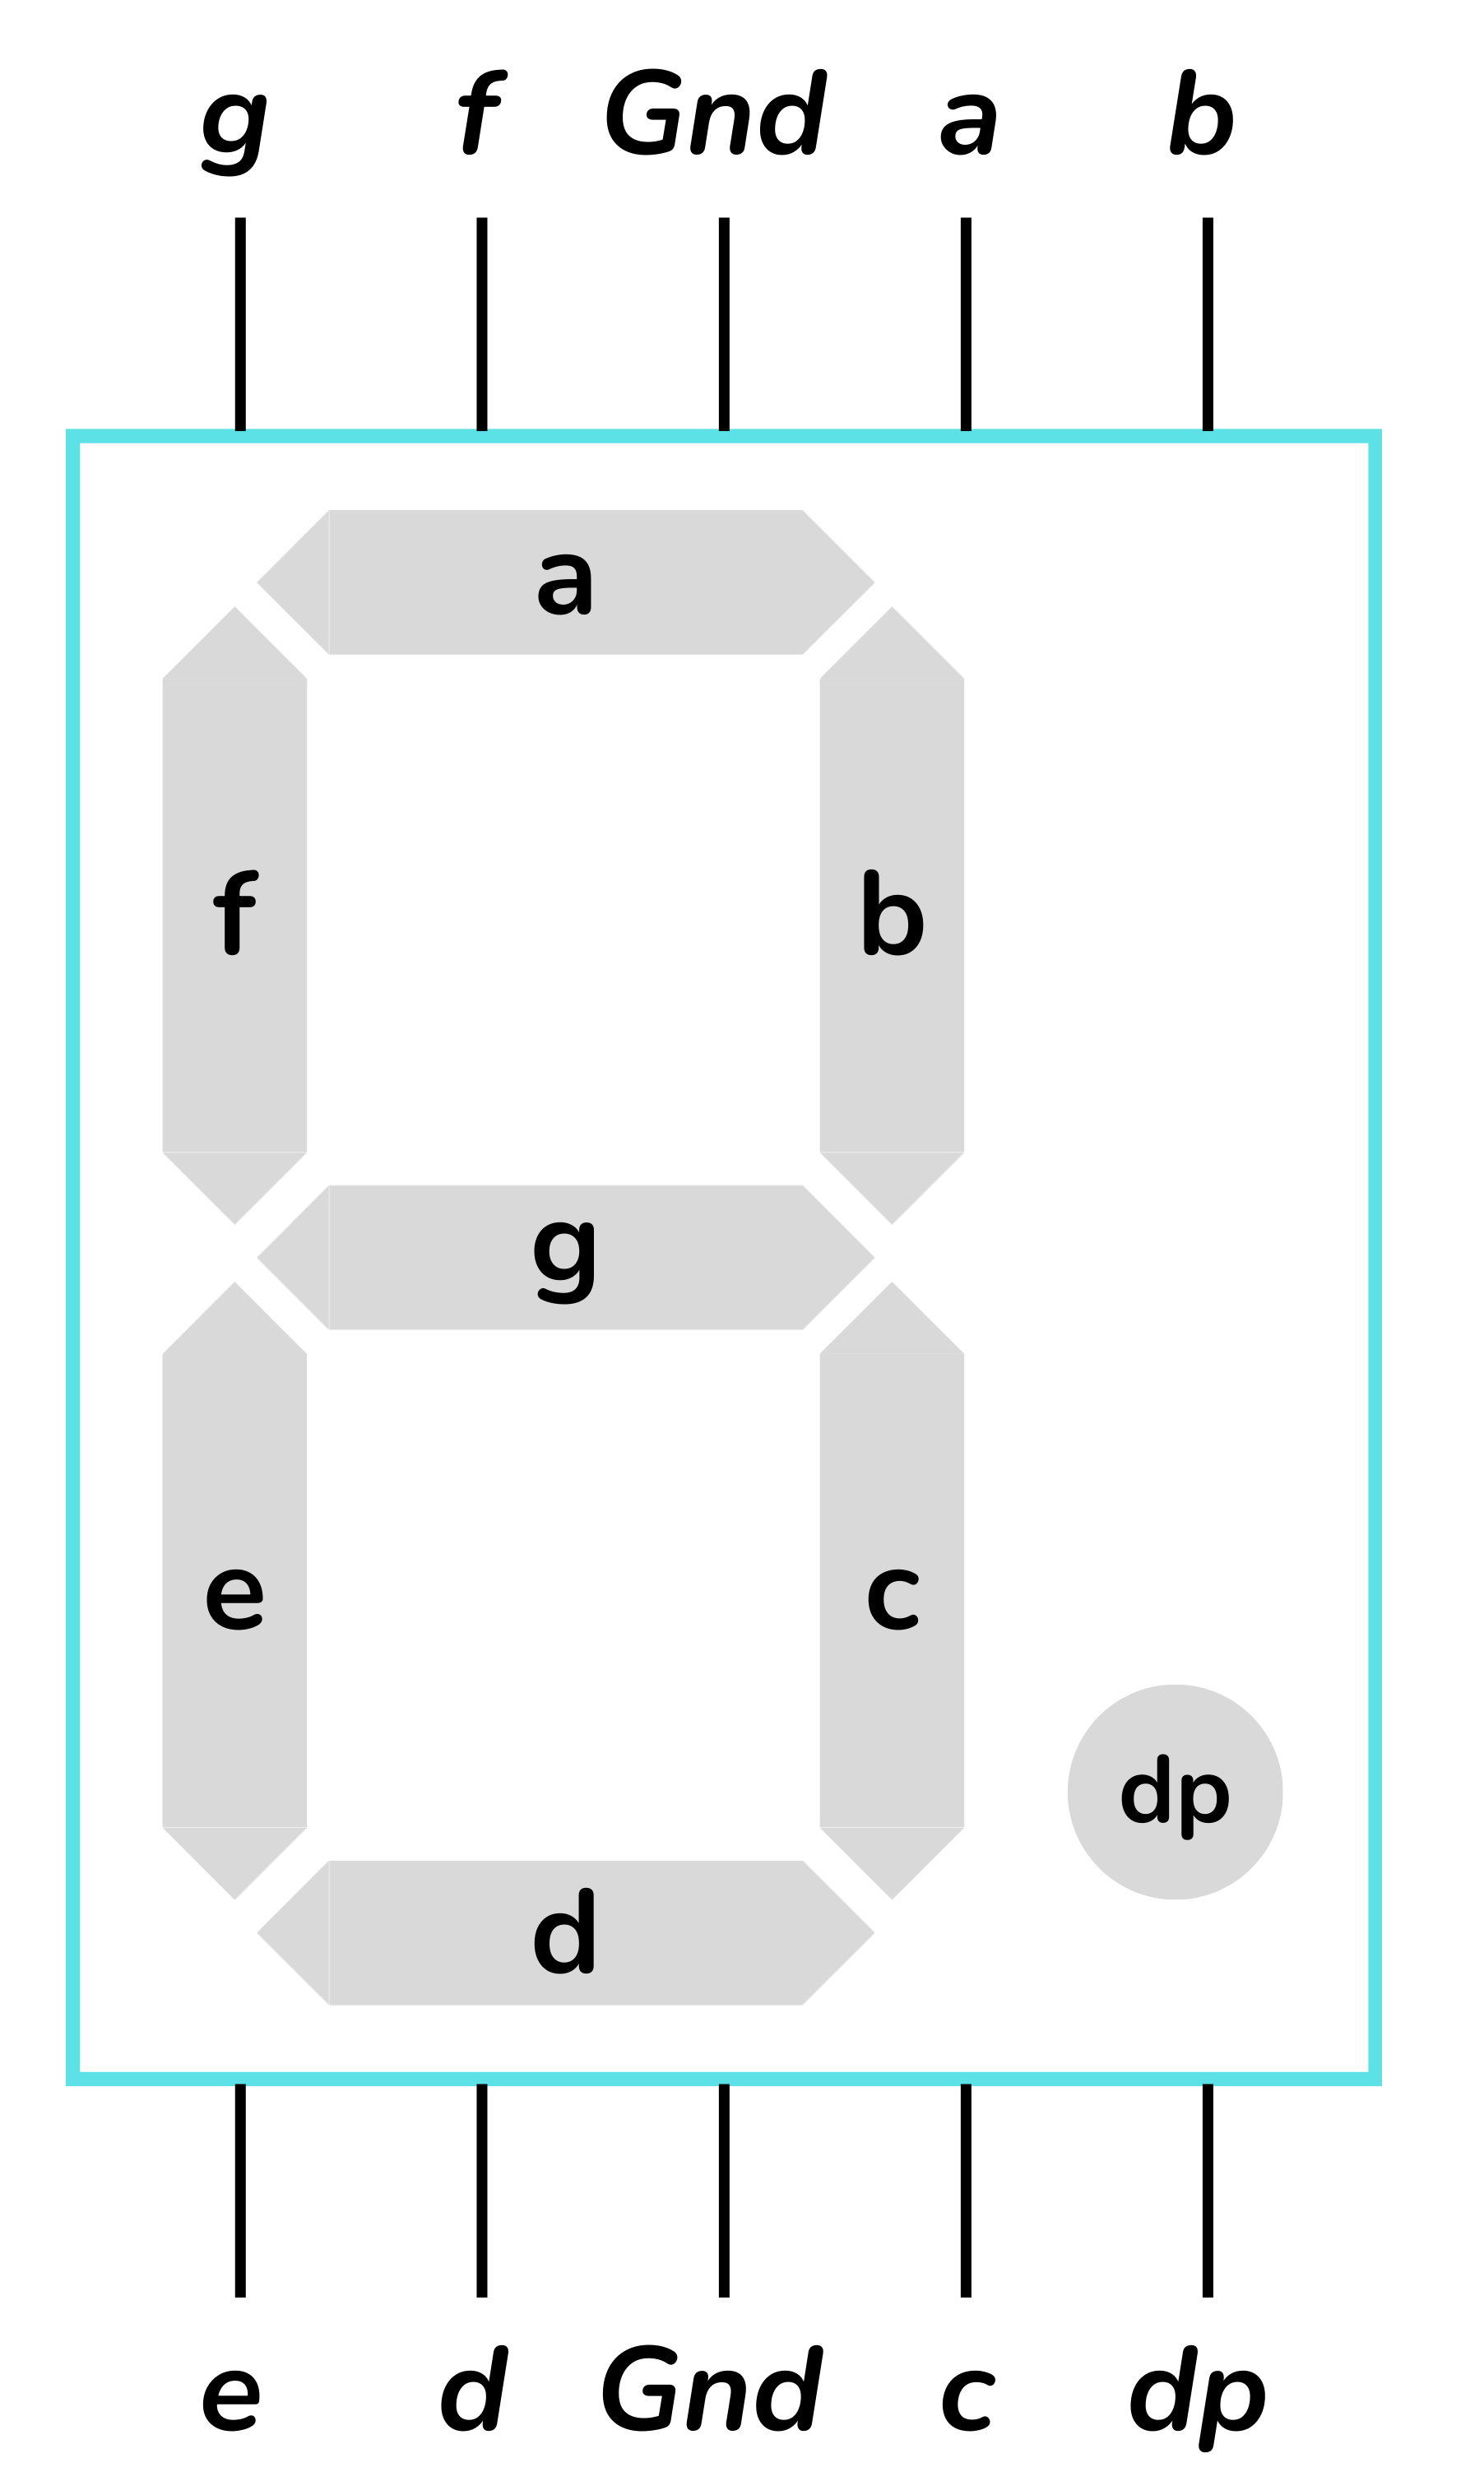 g f Gnd a b
a
f b
g
e c
dp
d
e d Gnd c dp